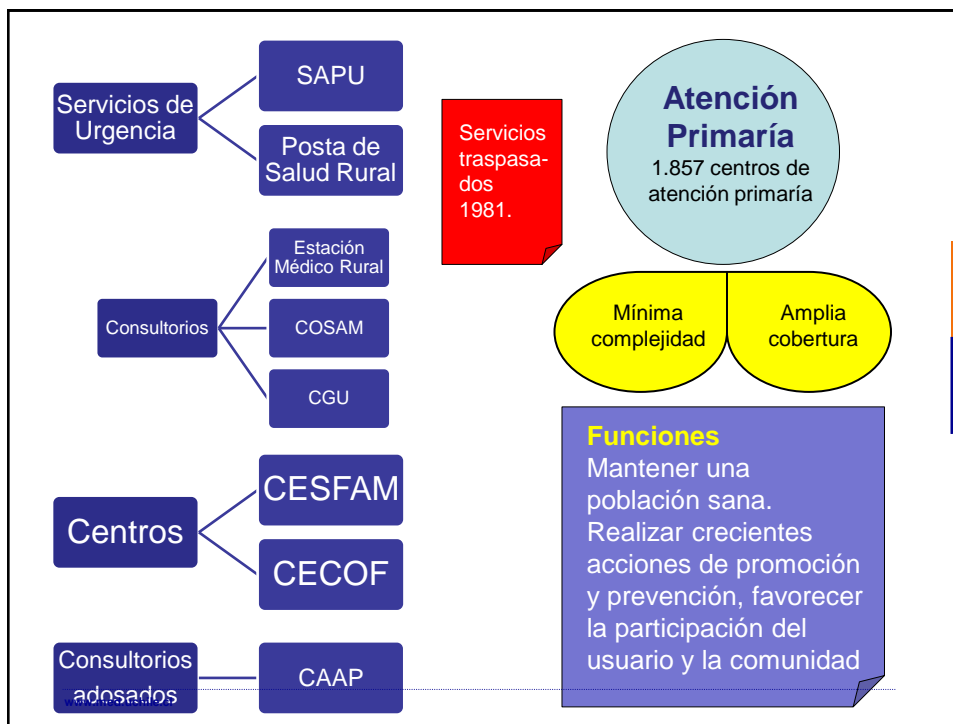 Servicios de
Urgencia
SAPU
Posta de
Salud Rural
Consultorios
Estación
Médico Rural
COSAM
CGU
Centros
CESFAM
CECOF
Consultorios
adosados
CAAP
Servicios
traspasa-
dos
1981.
Atención
Primaría
1.857 centros de
atención primaría
Mínima
complejidad
Amplia
cobertura
Funciones
Mantener una
población sana.
Realizar crecientes
acciones de promoción
y prevención, favorecer
la participación del
usuario y la comunidad